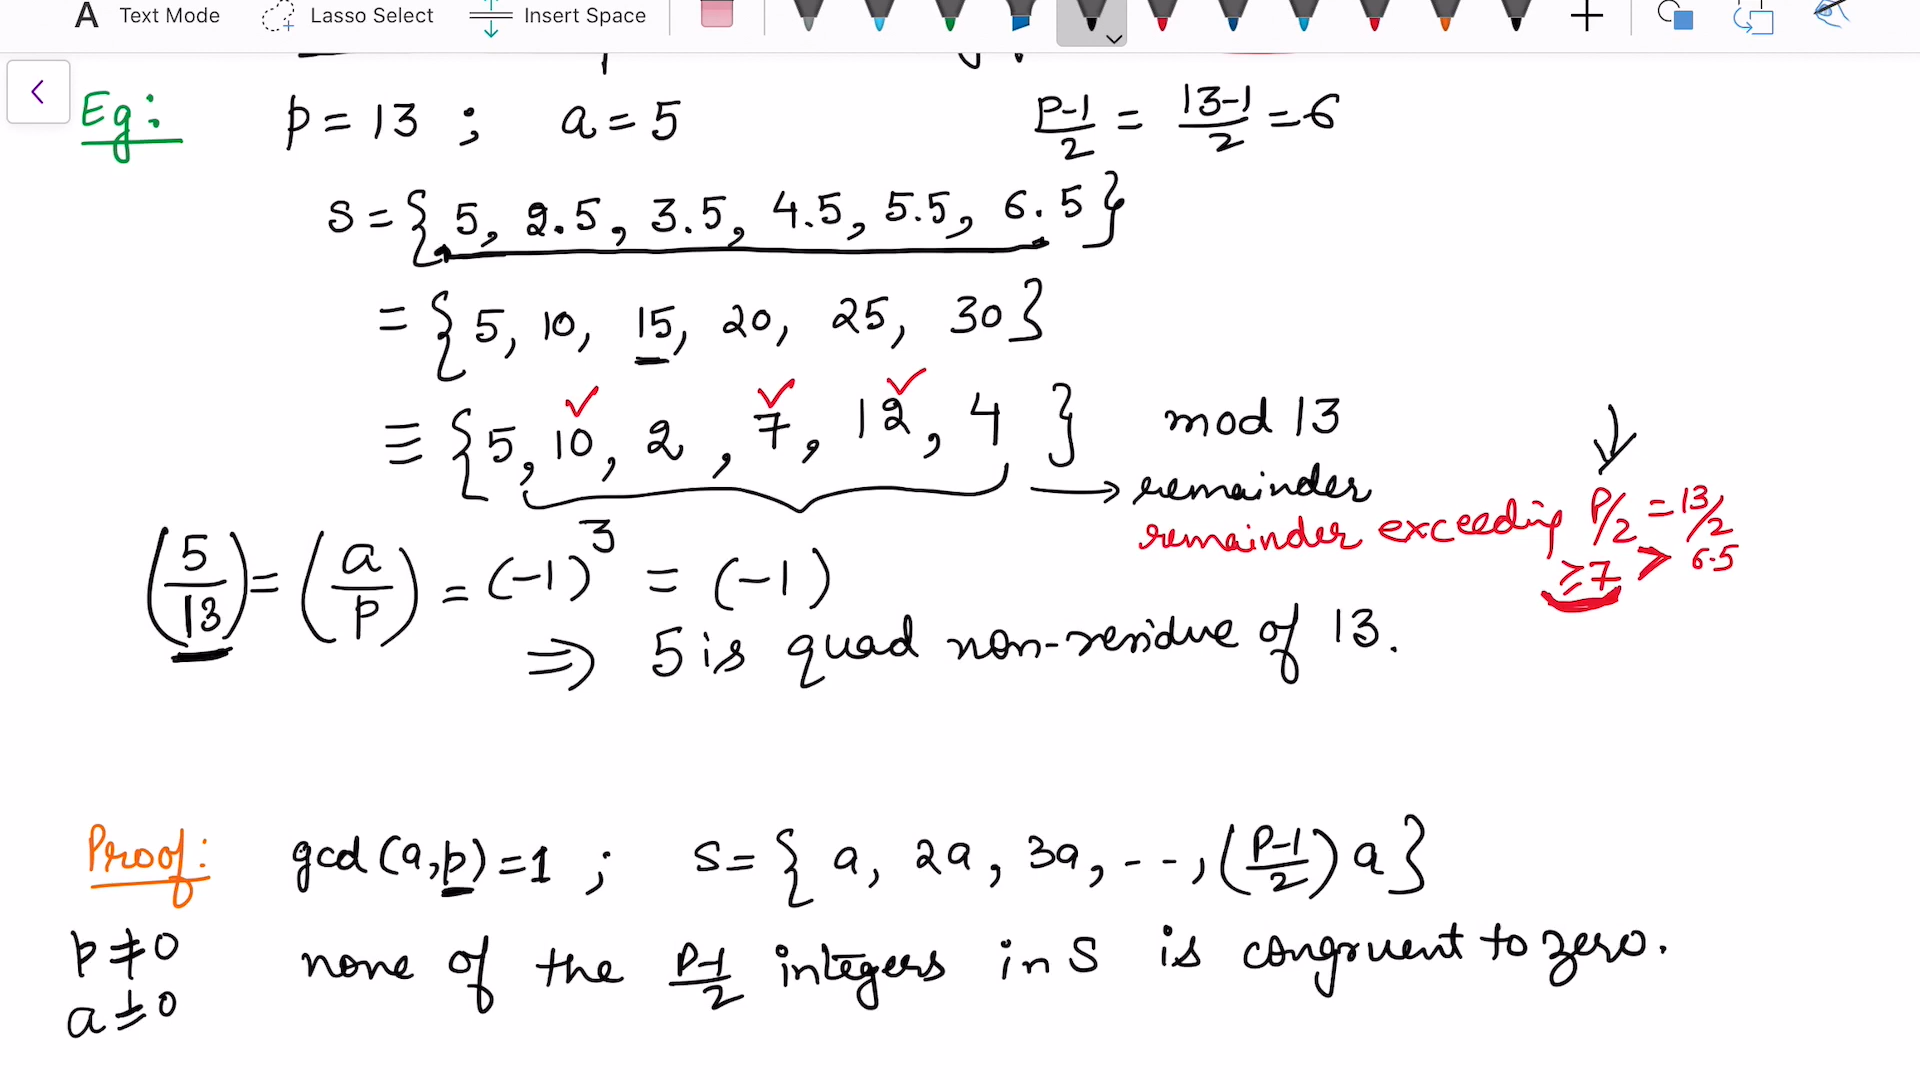 A Text Mode Lasso Select Insert Space
Eg: p = 13 ; a = 5 p-1/2 = 13-1/2 = 6
S = { 5, 2.5, 3.5, 4.5, 5.5, 6.5 }
= { 5, 10, 15, 20, 25, 30 }
≡ { 5, 10, 2, 7, 12, 4 } mod 13
→ remainder
remainder exceeding P/2 = 13/2
≥7 > 6.5
(5/13) = (a/p) = (-1)^3 = (-1)
⇒ 5 is quad non-residue of 13.
Proof: gcd (a,p) = 1 ; S = { a, 2a, 3a, - - , (P-1/2) a }
p ≠ 0
none of the P-1/2 integers in S is congruent to zero.
a ≠ 0